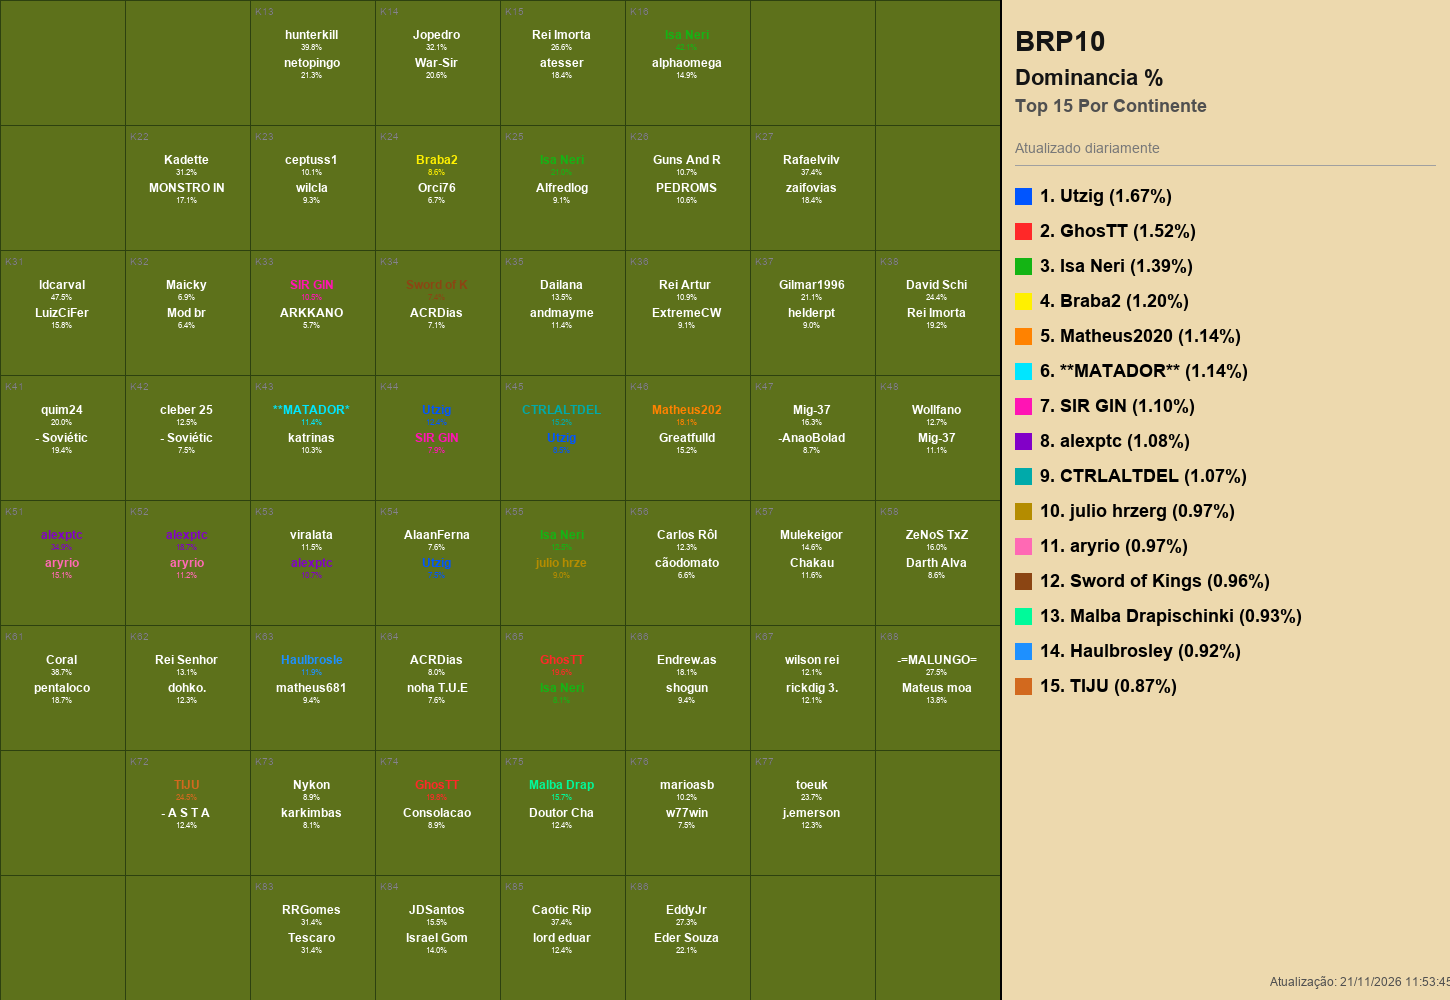 K13
hunterkill
39.8%
netopingo
21.3%
K14
Jopedro
32.1%
War-Sir
20.6%
K15
Rei Imorta
26.6%
atesser
18.4%
K16
Isa Neri
alphaomega
14.9%
K22
Kadette
31.2%
MONSTRO IN
17.1%
K23
ceptuss1
10.1%
wilcla
9.3%
K24
Braba2
8.6%
Orci76
6.7%
K25
Isa Neri
Alfredlog
9.1%
K26
Guns And R
10.7%
PEDROMS
10.6%
K27
Rafaelvilv
37.4%
zaifovias
18.4%
K31
ldcarval
47.5%
LuizCiFer
15.8%
K32
Maicky
6.9%
Mod br
6.4%
K33
SIR GIN
ARKKANO
5.7%
K34
Sword of K
ACRDias
7.1%
K35
Dailana
13.5%
andmayme
11.4%
K36
Rei Artur
10.9%
ExtremeCW
9.1%
K37
Gilmar1996
21.1%
helderpt
9.0%
K38
David Schi
24.4%
Rei Imorta
19.2%
K41
quim24
20.0%
- Soviétic
19.4%
K42
cleber 25
12.5%
- Soviétic
7.5%
K43
**MATADOR*
11.4%
katrinas
10.3%
K44
Utzig
SIR GIN
K45
CTRLALTDEL
Utzig
K46
Matheus202
18.1%
Greatfulld
15.2%
K47
Mig-37
16.3%
-AnaoBolad
8.7%
K48
Wollfano
12.7%
Mig-37
11.1%
K51
alexptc
34.9%
aryrio
15.1%
K52
alexptc
18.7%
aryrio
11.2%
K53
viralata
11.5%
alexptc
10.7%
K54
AlaanFerna
7.6%
Utzig
K55
Isa Neri
julio hrze
9.0%
K56
Carlos Rôl
12.3%
cãodomato
6.6%
K57
Mulekeigor
14.6%
Chakau
11.6%
K58
ZeNoS TxZ
16.0%
Darth Alva
8.6%
K61
Coral
38.7%
pentaloco
18.7%
K62
Rei Senhor
13.1%
dohko.
12.3%
K63
Haulbrosle
matheus681
9.4%
K64
ACRDias
8.0%
noha T.U.E
7.6%
K65
GhosTT
Isa Neri
K66
Endrew.as
18.1%
shogun
9.4%
K67
wilson rei
12.1%
rickdig 3.
12.1%
K68
-=MALUNGO=
27.5%
Mateus moa
13.8%
K72
TIJU
24.5%
- A S T A
12.4%
K73
Nykon
8.9%
karkimbas
8.1%
K74
GhosTT
Consolacao
8.9%
K75
Malba Drap
15.7%
Doutor Cha
12.4%
K76
marioasb
10.2%
w77win
7.5%
K77
toeuk
23.7%
j.emerson
12.3%
K83
RRGomes
31.4%
Tescaro
31.4%
K84
JDSantos
15.5%
Israel Gom
14.0%
K85
Caotic Rip
37.4%
lord eduar
12.4%
K86
EddyJr
27.3%
Eder Souza
22.1%
BRP10
Dominancia %
Top 15 Por Continente
Atualizado diariamente
1. Utzig (1.67%)
2. GhosTT (1.52%)
3. Isa Neri (1.39%)
4. Braba2 (1.20%)
5. Matheus2020 (1.14%)
6. **MATADOR** (1.14%)
7. SIR GIN (1.10%)
8. alexptc (1.08%)
9. CTRLALTDEL (1.07%)
10. julio hrzerg (0.97%)
11. aryrio (0.97%)
12. Sword of Kings (0.96%)
13. Malba Drapischinki (0.93%)
14. Haulbrosley (0.92%)
15. TIJU (0.87%)
Atualização: 21/11/2026 11:53:45